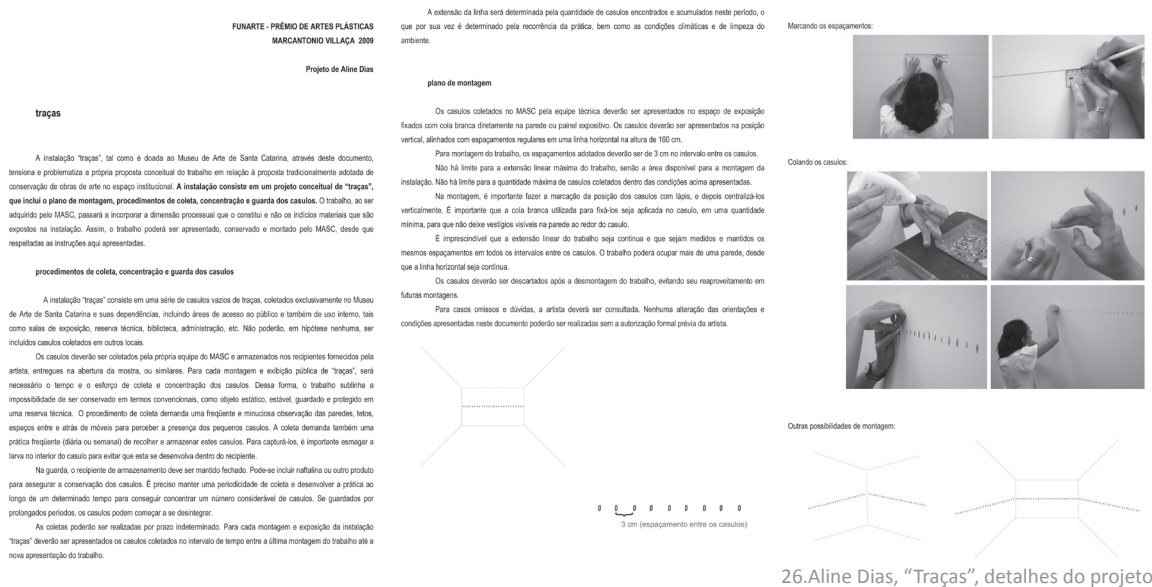 FUNARTE - PRÊMIO DE ARTES PLÁSTICAS
MARCANTONIO VILLAÇA 2009
Projeto de Aline Dias
traças
A instalação "traças", tal como é doada ao Museu de Arte de Santa Catarina, através deste documento,
tensiona e problematiza a própria proposta conceitual do trabalho em relação à proposta tradicionalmente adotada de
conservação de obras de arte no espaço institucional. A instalação consiste em um projeto conceitual de "traças",
que inclui o plano de montagem, procedimentos de coleta, concentração e guarda dos casulos. O trabalho, ao ser
adquirido pelo MASC, passará a incorporar a dimensão processual que o constitui e não os indícios materiais que são
expostos na instalação. Assim, o trabalho poderá ser apresentado, conservado e montado pelo MASC, desde que
respeitadas as instruções aqui apresentadas.
procedimentos de coleta, concentração e guarda dos casulos
A instalação "traças" consiste em uma série de casulos vazios de traças, coletados exclusivamente no Museu
de Arte de Santa Catarina e suas dependências, incluindo áreas de acesso ao público e também de uso interno, tais
como salas de exposição, reserva técnica, biblioteca, administração, etc. Não poderão, em hipótese nenhuma, ser
incluídos casulos coletados em outros locais.
Os casulos deverão ser coletados pela própria equipe do MASC e armazenados nos recipientes fornecidos pela
artista, entregues na abertura da mostra, ou similares. Para cada montagem e exibição pública de "traças", será
necessário o tempo e o esforço de coleta e concentração dos casulos. Dessa forma, o trabalho sublinha a
impossibilidade de ser conservado em termos convencionais, como objeto estático, estável, guardado e protegido em
uma reserva técnica. O procedimento de coleta demanda uma freqüente e minuciosa observação das paredes, tetos,
espaços entre e atrás de móveis para perceber a presença dos pequenos casulos. A coleta demanda também uma
prática freqüente (diária ou semanal) de recolher e armazenar estes casulos. Para capturá-los, é importante esmagar a
larva no interior do casulo para evitar que esta se desenvolva dentro do recipiente.
Na guarda, o recipiente de armazenamento deve ser mantido fechado. Pode-se incluir naftalina ou outro produto
para assegurar a conservação dos casulos. É preciso manter uma periodicidade de coleta e desenvolver a prática ao
longo de um determinado tempo para conseguir concentrar um número considerável de casulos. Se guardados por
prolongados períodos, os casulos podem começar a se desintegrar.
As coletas poderão ser realizadas por prazo indeterminado. Para cada montagem e exposição da instalação
"traças" deverão ser apresentados os casulos coletados no intervalo de tempo entre a última montagem do trabalho até a
nova apresentação do trabalho.
A extensão da linha será determinada pela quantidade de casulos encontrados e acumulados neste período, o
que por sua vez é determinado pela recorrência da prática, bem como as condições climáticas e de limpeza do
ambiente.
plano de montagem
Os casulos coletados no MASC pela equipe técnica deverão ser apresentados no espaço de exposição
fixados com cola branca diretamente na parede ou painel expositivo. Os casulos deverão ser apresentados na posição
vertical, alinhados com espaçamentos regulares em uma linha horizontal na altura de 160 cm.
Para montagem do trabalho, os espaçamentos adotados deverão ser de 3 cm no intervalo entre os casulos.
Não há limite para a extensão linear máxima do trabalho, senão a área disponível para a montagem da
instalação. Não há limite para a quantidade máxima de casulos coletados dentro das condições acima apresentadas.
Na montagem, é importante fazer a marcação da posição dos casulos com lápis, e depois centralizá-los
verticalmente. É importante que a cola branca utilizada para fixá-los seja aplicada no casulo, em uma quantidade
mínima, para que não deixe vestígios visíveis na parede ao redor do casulo.
É imprescindível que a extensão linear do trabalho seja contínua e que sejam medidos e mantidos os
mesmos espaçamentos em todos os intervalos entre os casulos. O trabalho poderá ocupar mais de uma parede, desde
que a linha horizontal seja contínua.
Os casulos deverão ser descartados após a desmontagem do trabalho, evitando seu reaproveitamento em
futuras montagens.
Para casos omissos e dúvidas, a artista deverá ser consultada. Nenhuma alteração das orientações e
condições apresentadas neste documento poderão ser realizadas sem a autorização formal prévia da artista.
3 cm (espaçamento entre os casulos)
Marcando os espaçamentos:
Colando os casulos:
Outras possibilidades de montagem:
26.Aline Dias, "Traças", detalhes do projeto